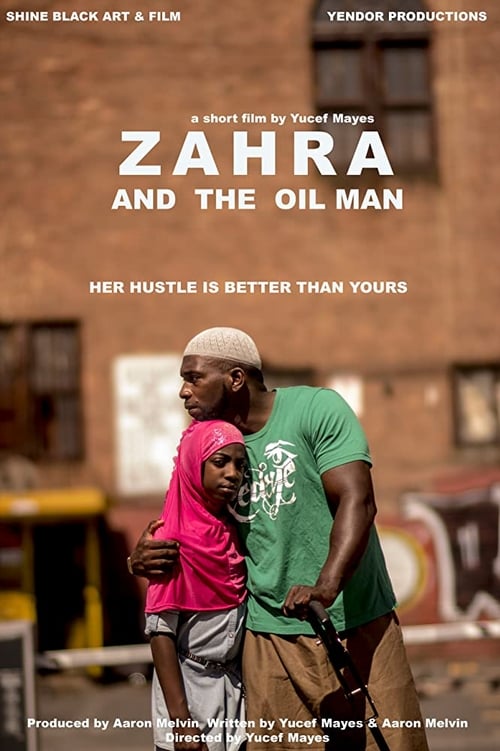 SHINE BLACK ART & FILM
YENDOR PRODUCTIONS
a short film by Yucef Mayes
ZAHRA
AND THE OIL MAN
HER HUSTLE IS BETTER THAN YOURS
Produced by Aaron Melvin Written by Yucef Mayes & Aaron Melvin
Directed by Yucef Mayes